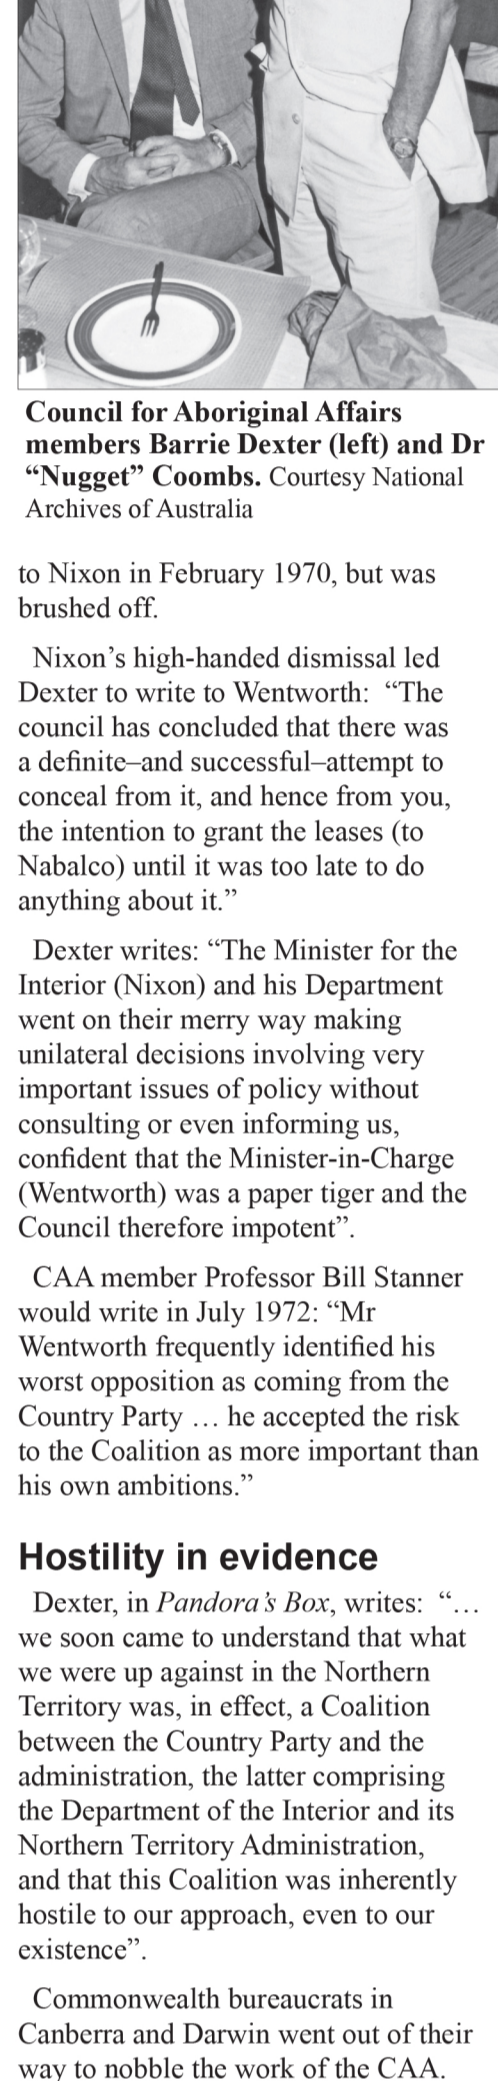 Council for Aboriginal Affairs
members Barrie Dexter (left) and Dr
“Nugget” Coombs. Courtesy National
Archives of Australia
to Nixon in February 1970, but was
brushed off.
Nixon’s high-handed dismissal led
Dexter to write to Wentworth:  “The
council has concluded that there was
a definite–and successful–attempt to
conceal from it, and hence from you,
the intention to grant the leases (to
Nabalco) until it was too late to do
anything about it.”
Dexter writes: “The Minister for the
Interior (Nixon) and his Department
went on their merry way making
unilateral decisions involving very
important issues of policy without
consulting or even informing us,
confident that the Minister-in-Charge
(Wentworth) was a paper tiger and the
Council therefore impotent”.
CAA member Professor Bill Stanner
would write in July 1972: “Mr
Wentworth frequently identified his
worst opposition as coming from the
Country Party … he accepted the risk
to the Coalition as more important than
his own ambitions.”
Hostility in evidence
Dexter, in Pandora’s Box, writes:  “…
we soon came to understand that what
we were up against in the Northern
Territory was, in effect, a Coalition
between the Country Party and the
administration, the latter comprising
the Department of the Interior and its
Northern Territory Administration,
and that this Coalition was inherently
hostile to our approach, even to our
existence”.
Commonwealth bureaucrats in
Canberra and Darwin went out of their
way to nobble the work of the CAA.